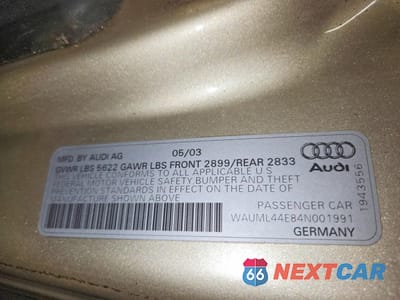 MFD BY AUDI AG 05/03
GVWR LBS 5622 GAWR LBS FRONT 2899/REAR 2833
THIS VEHICLE CONFORMS TO ALL APPLICABLE U.S
FEDERAL MOTOR VEHICLE SAFETY BUMPER AND THEFT
PREVENTION STANDARDS IN EFFECT ON THE DATE OF
MANUFACTURE SHOWN ABOVE
Audi
PASSENGER CAR
WAUML44E84N001991
GERMANY
1943556
66 NEXTCAR